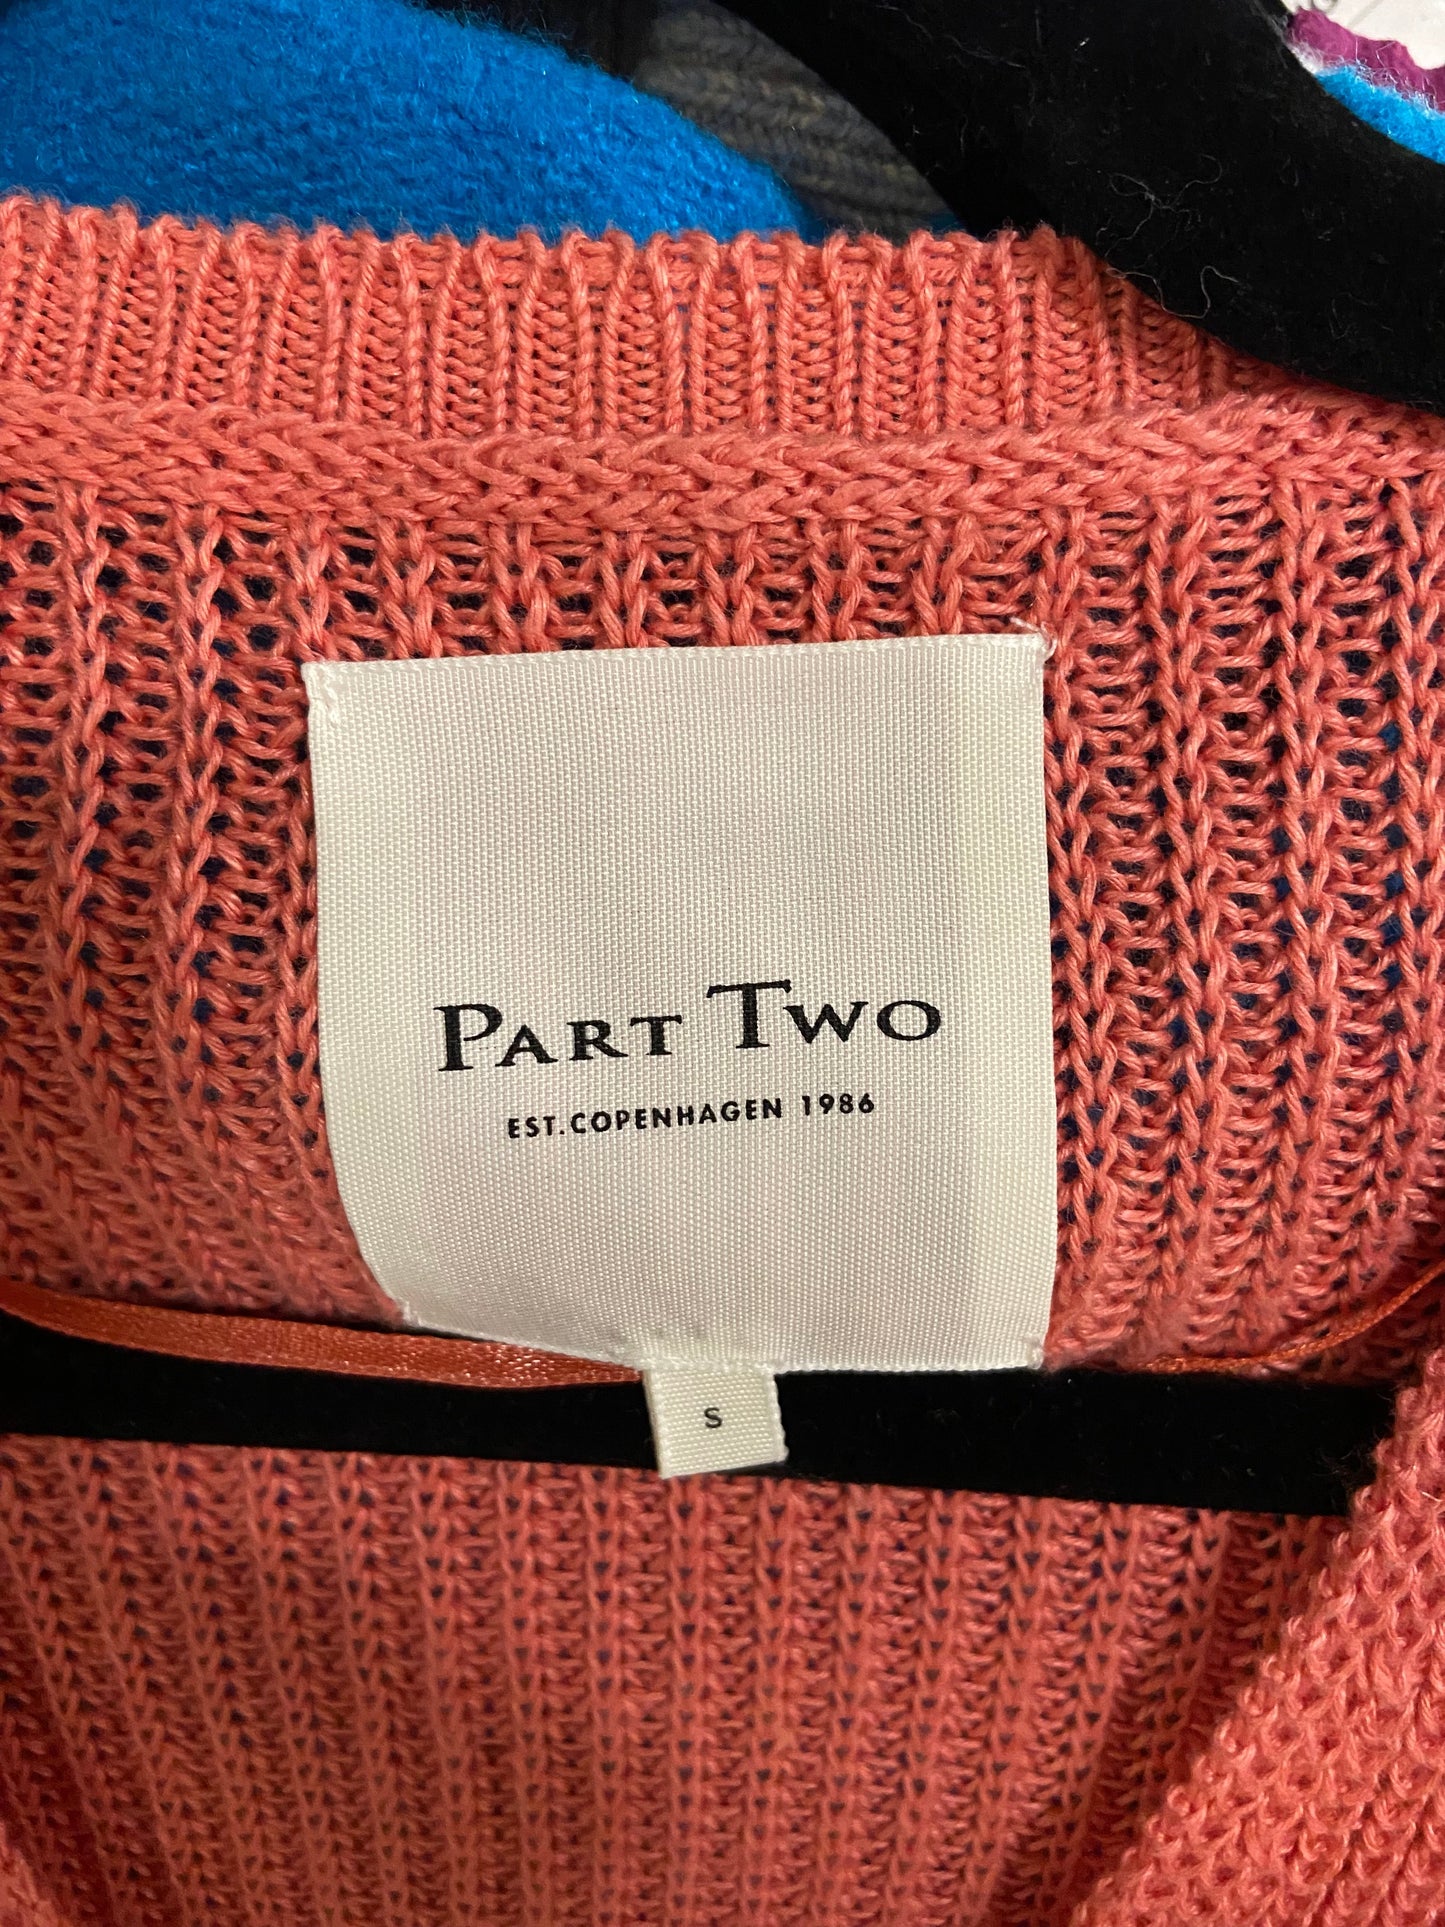 PART TWO
EST.COPENHAGEN 1986
S